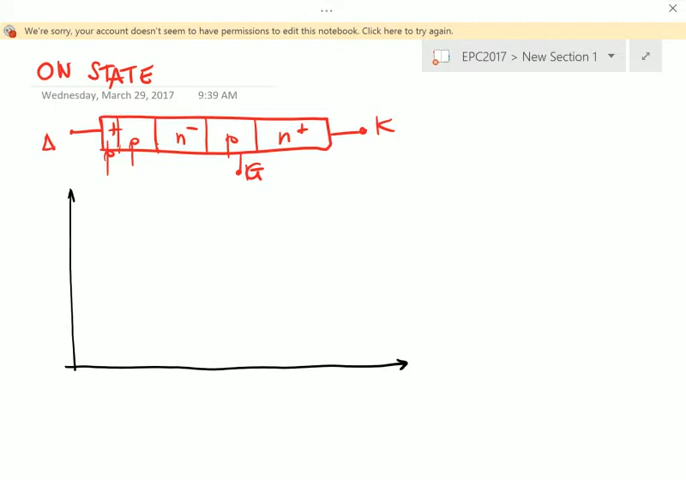 We're sorry, your account doesn't seem to have permissions to edit this notebook. Click here to try again.
EPC2017 > New Section 1
ON STATE
Wednesday, March 29, 2017 9:39 AM
A p+ p n- p n+ K
G